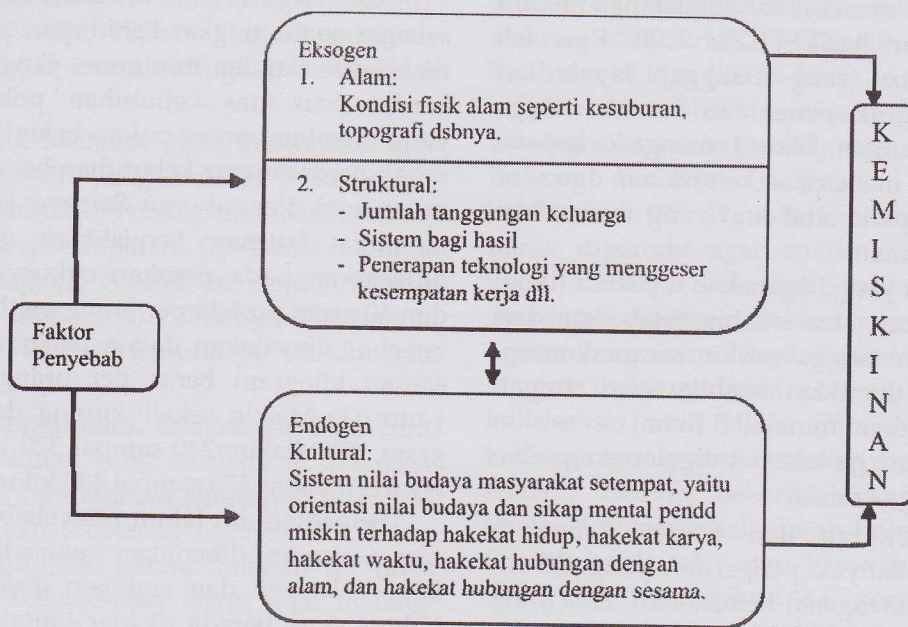 Eksogen
1. Alam:
Kondisi fisik alam seperti kesuburan,
topografi dsbnya.
2. Struktural:
- Jumlah tanggungan keluarga
- Sistem bagi hasil
- Penerapan teknologi yang menggeser
kesempatan kerja dll.
Faktor
Penyebab
Endogen
Kultural:
Sistem nilai budaya masyarakat setempat, yaitu
orientasi nilai budaya dan sikap mental pendd
miskin terhadap hakekat hidup, hakekat karya,
hakekat waktu, hakekat hubungan dengan
alam, dan hakekat hubungan dengan sesama.
K
E
M
I
S
K
I
N
A
N